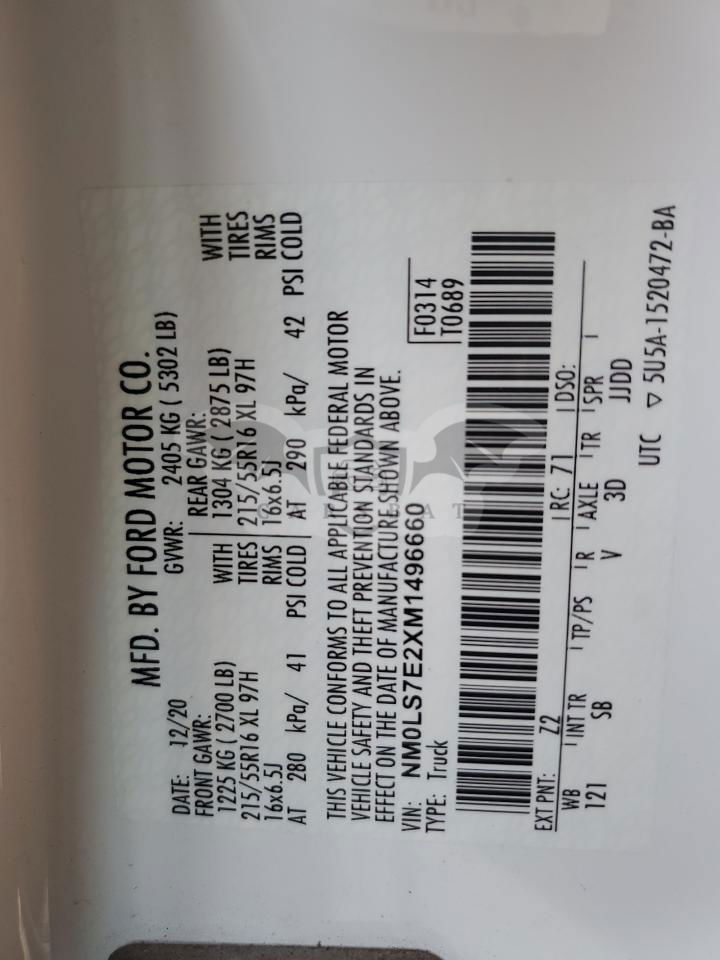 MFD. BY FORD MOTOR CO.
DATE: 12/20 GVWR: 2405 KG ( 5302 LB)
FRONT GAWR: REAR GAWR:
1225 KG ( 2700 LB) WITH 1304 KG ( 2875 LB) WITH
215/55R16 XL 97H TIRES 215/55R16 XL 97H TIRES
16x6.5J RIMS 16x6.5J RIMS
AT 280 kPa/ 41 PSI COLD AT 290 kPa/ 42 PSI COLD
THIS VEHICLE CONFORMS TO ALL APPLICABLE FEDERAL MOTOR
VEHICLE SAFETY AND THEFT PREVENTION STANDARDS IN
EFFECT ON THE DATE OF MANUFACTURE SHOWN ABOVE.
VIN: NM0LS7E2XM1496660 F0314
TYPE: Truck T0689
EXT PNT: Z2 RC: 71 DSO:
WB INT TR TP/PS R AXLE TR SPR
121 SB V 3D JJDD
UTC ▽ 5U5A-1520472-BA